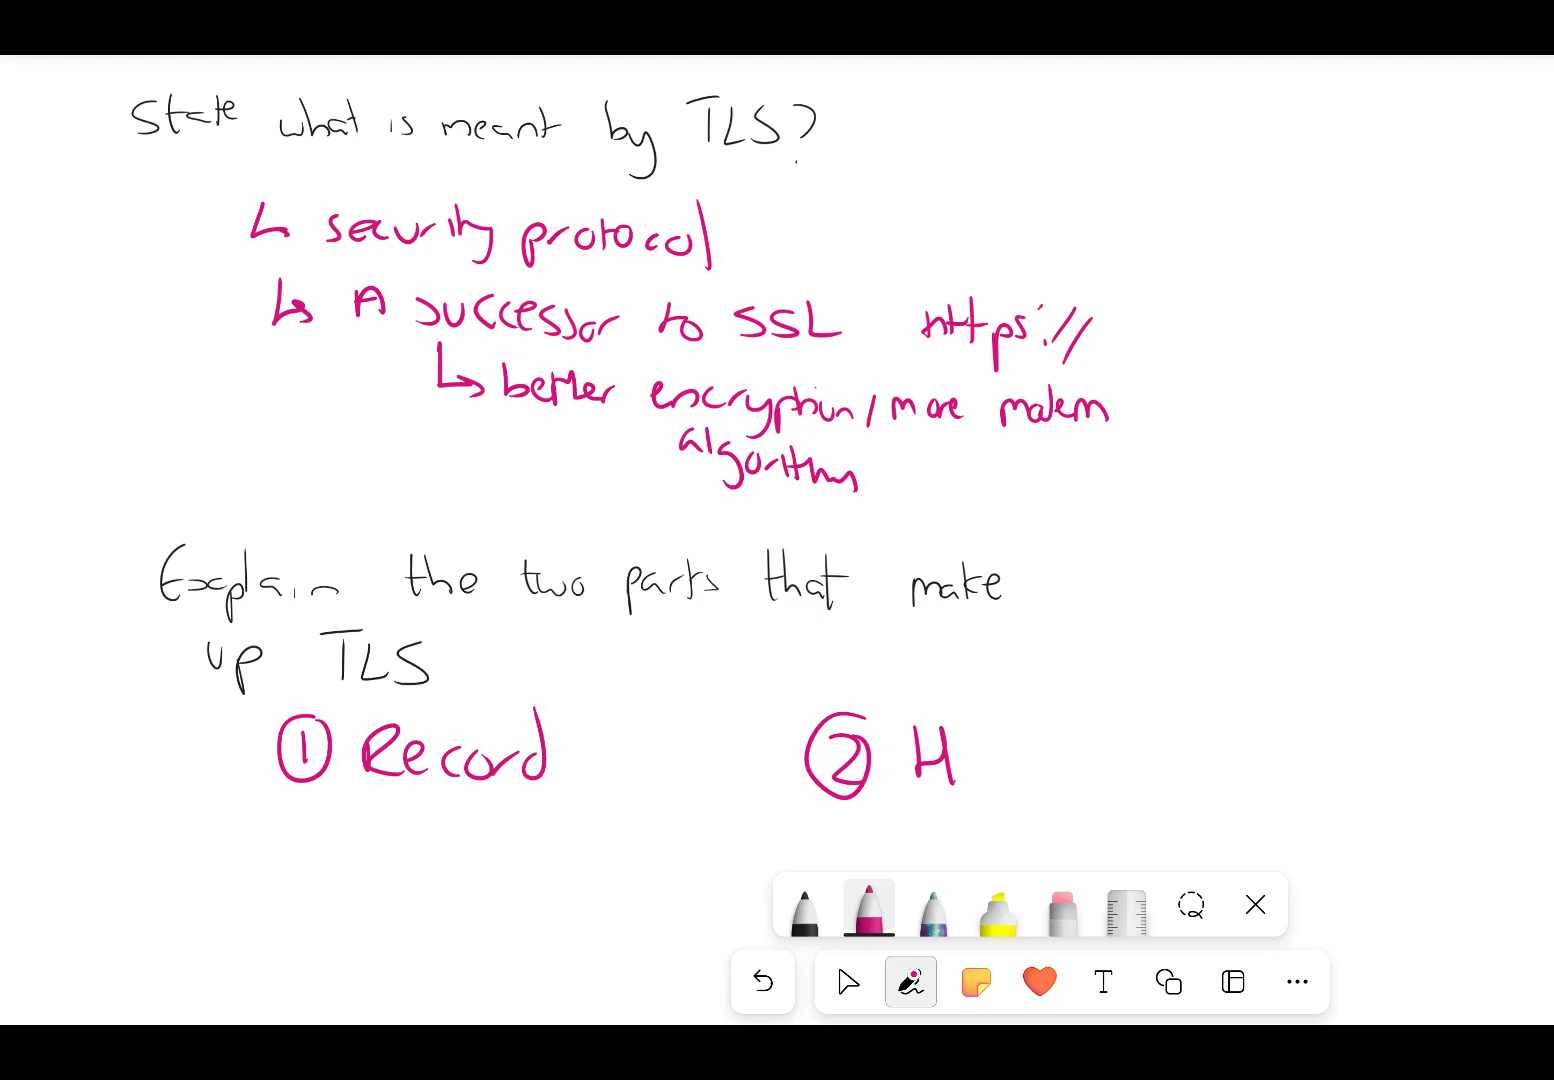 State what is meant by TLS?
↳ security protocol
↳ A successor to SSL https://
↳ better encryption / more modern
algorithms
Explain the two parts that make
up TLS
① Record ② H
T